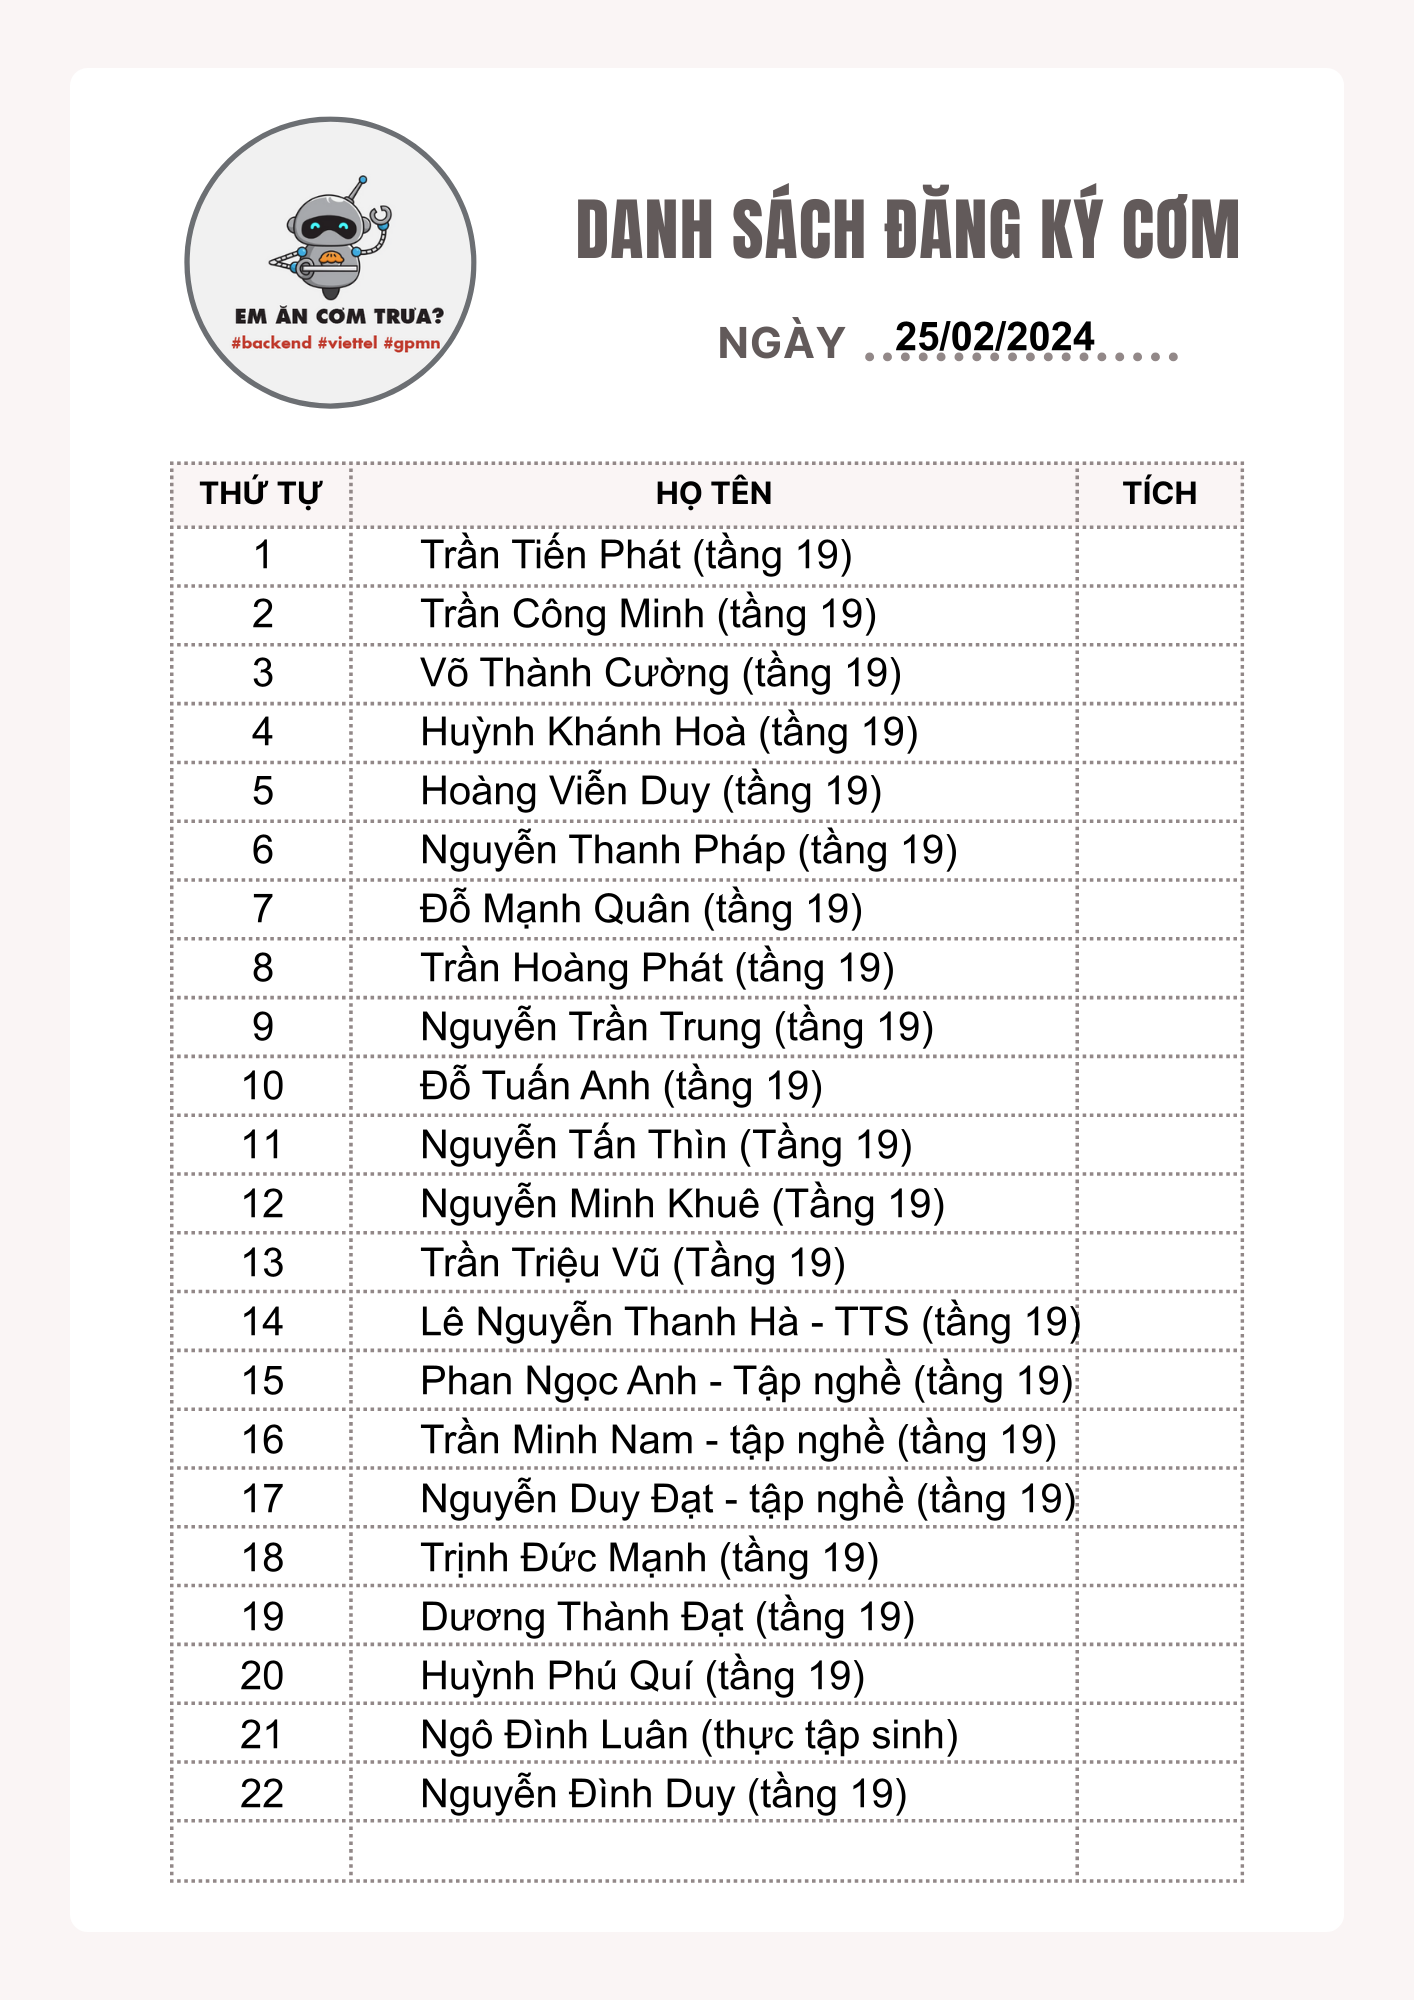 EM ĂN CƠM TRƯA?
#backend #viettel #gpmn
DANH SÁCH ĐĂNG KÝ CƠM
NGÀY 25/02/2024
THỨ TỰ HỌ TÊN TÍCH
1 Trần Tiến Phát (tầng 19)
2 Trần Công Minh (tầng 19)
3 Võ Thành Cường (tầng 19)
4 Huỳnh Khánh Hoà (tầng 19)
5 Hoàng Viễn Duy (tầng 19)
6 Nguyễn Thanh Pháp (tầng 19)
7 Đỗ Mạnh Quân (tầng 19)
8 Trần Hoàng Phát (tầng 19)
9 Nguyễn Trần Trung (tầng 19)
10 Đỗ Tuấn Anh (tầng 19)
11 Nguyễn Tấn Thìn (Tầng 19)
12 Nguyễn Minh Khuê (Tầng 19)
13 Trần Triệu Vũ (Tầng 19)
14 Lê Nguyễn Thanh Hà - TTS (tầng 19)
15 Phan Ngọc Anh - Tập nghề (tầng 19)
16 Trần Minh Nam - tập nghề (tầng 19)
17 Nguyễn Duy Đạt - tập nghề (tầng 19)
18 Trịnh Đức Mạnh (tầng 19)
19 Dương Thành Đạt (tầng 19)
20 Huỳnh Phú Quí (tầng 19)
21 Ngô Đình Luân (thực tập sinh)
22 Nguyễn Đình Duy (tầng 19)